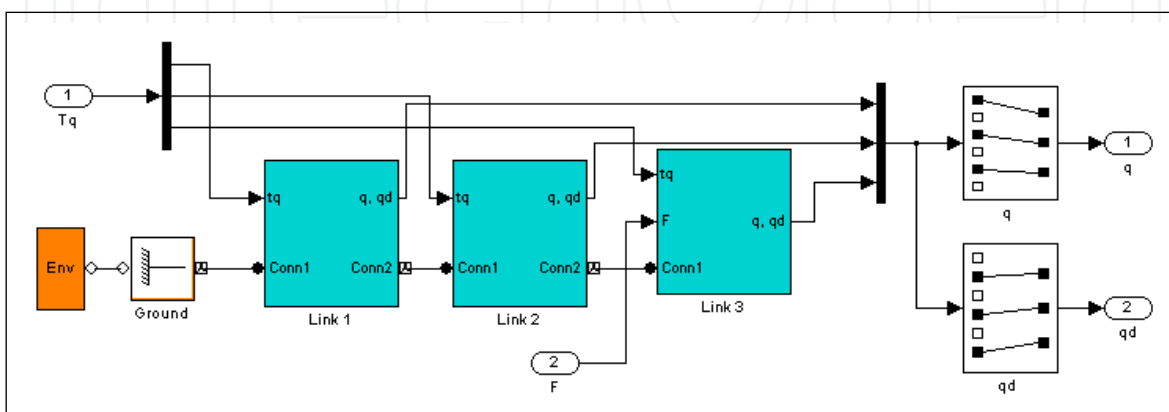 1
Tq
tq
q, qd
Conn1
Conn2
Link 1
tq
q, qd
Conn1
Conn2
Link 2
tq
F
q, qd
Conn1
Link 3
Env
Ground
2
F
q
1
q
qd
2
qd